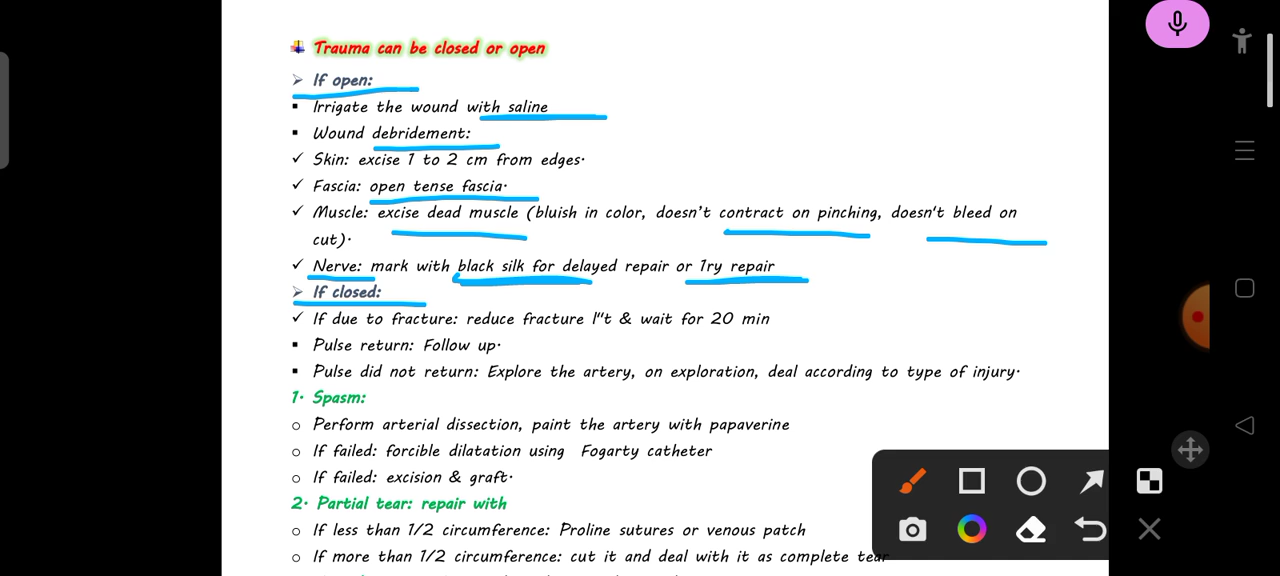 Trauma can be closed or open
➢ If open:
▪ Irrigate the wound with saline
▪ Wound debridement:
✓ Skin: excise 1 to 2 cm from edges·
✓ Fascia: open tense fascia·
✓ Muscle: excise dead muscle (bluish in color, doesn't contract on pinching, doesn't bleed on
cut)·
✓ Nerve: mark with black silk for delayed repair or 1ry repair
➢ If closed:
✓ If due to fracture: reduce fracture 1"t & wait for 20 min
▪ Pulse return: Follow up·
▪ Pulse did not return: Explore the artery, on exploration, deal according to type of injury·
1· Spasm:
o Perform arterial dissection, paint the artery with papaverine
o If failed: forcible dilatation using Fogarty catheter
o If failed: excision & graft·
2· Partial tear: repair with
o If less than 1/2 circumference: Proline sutures or venous patch
o If more than 1/2 circumference: cut it and deal with it as complete tear